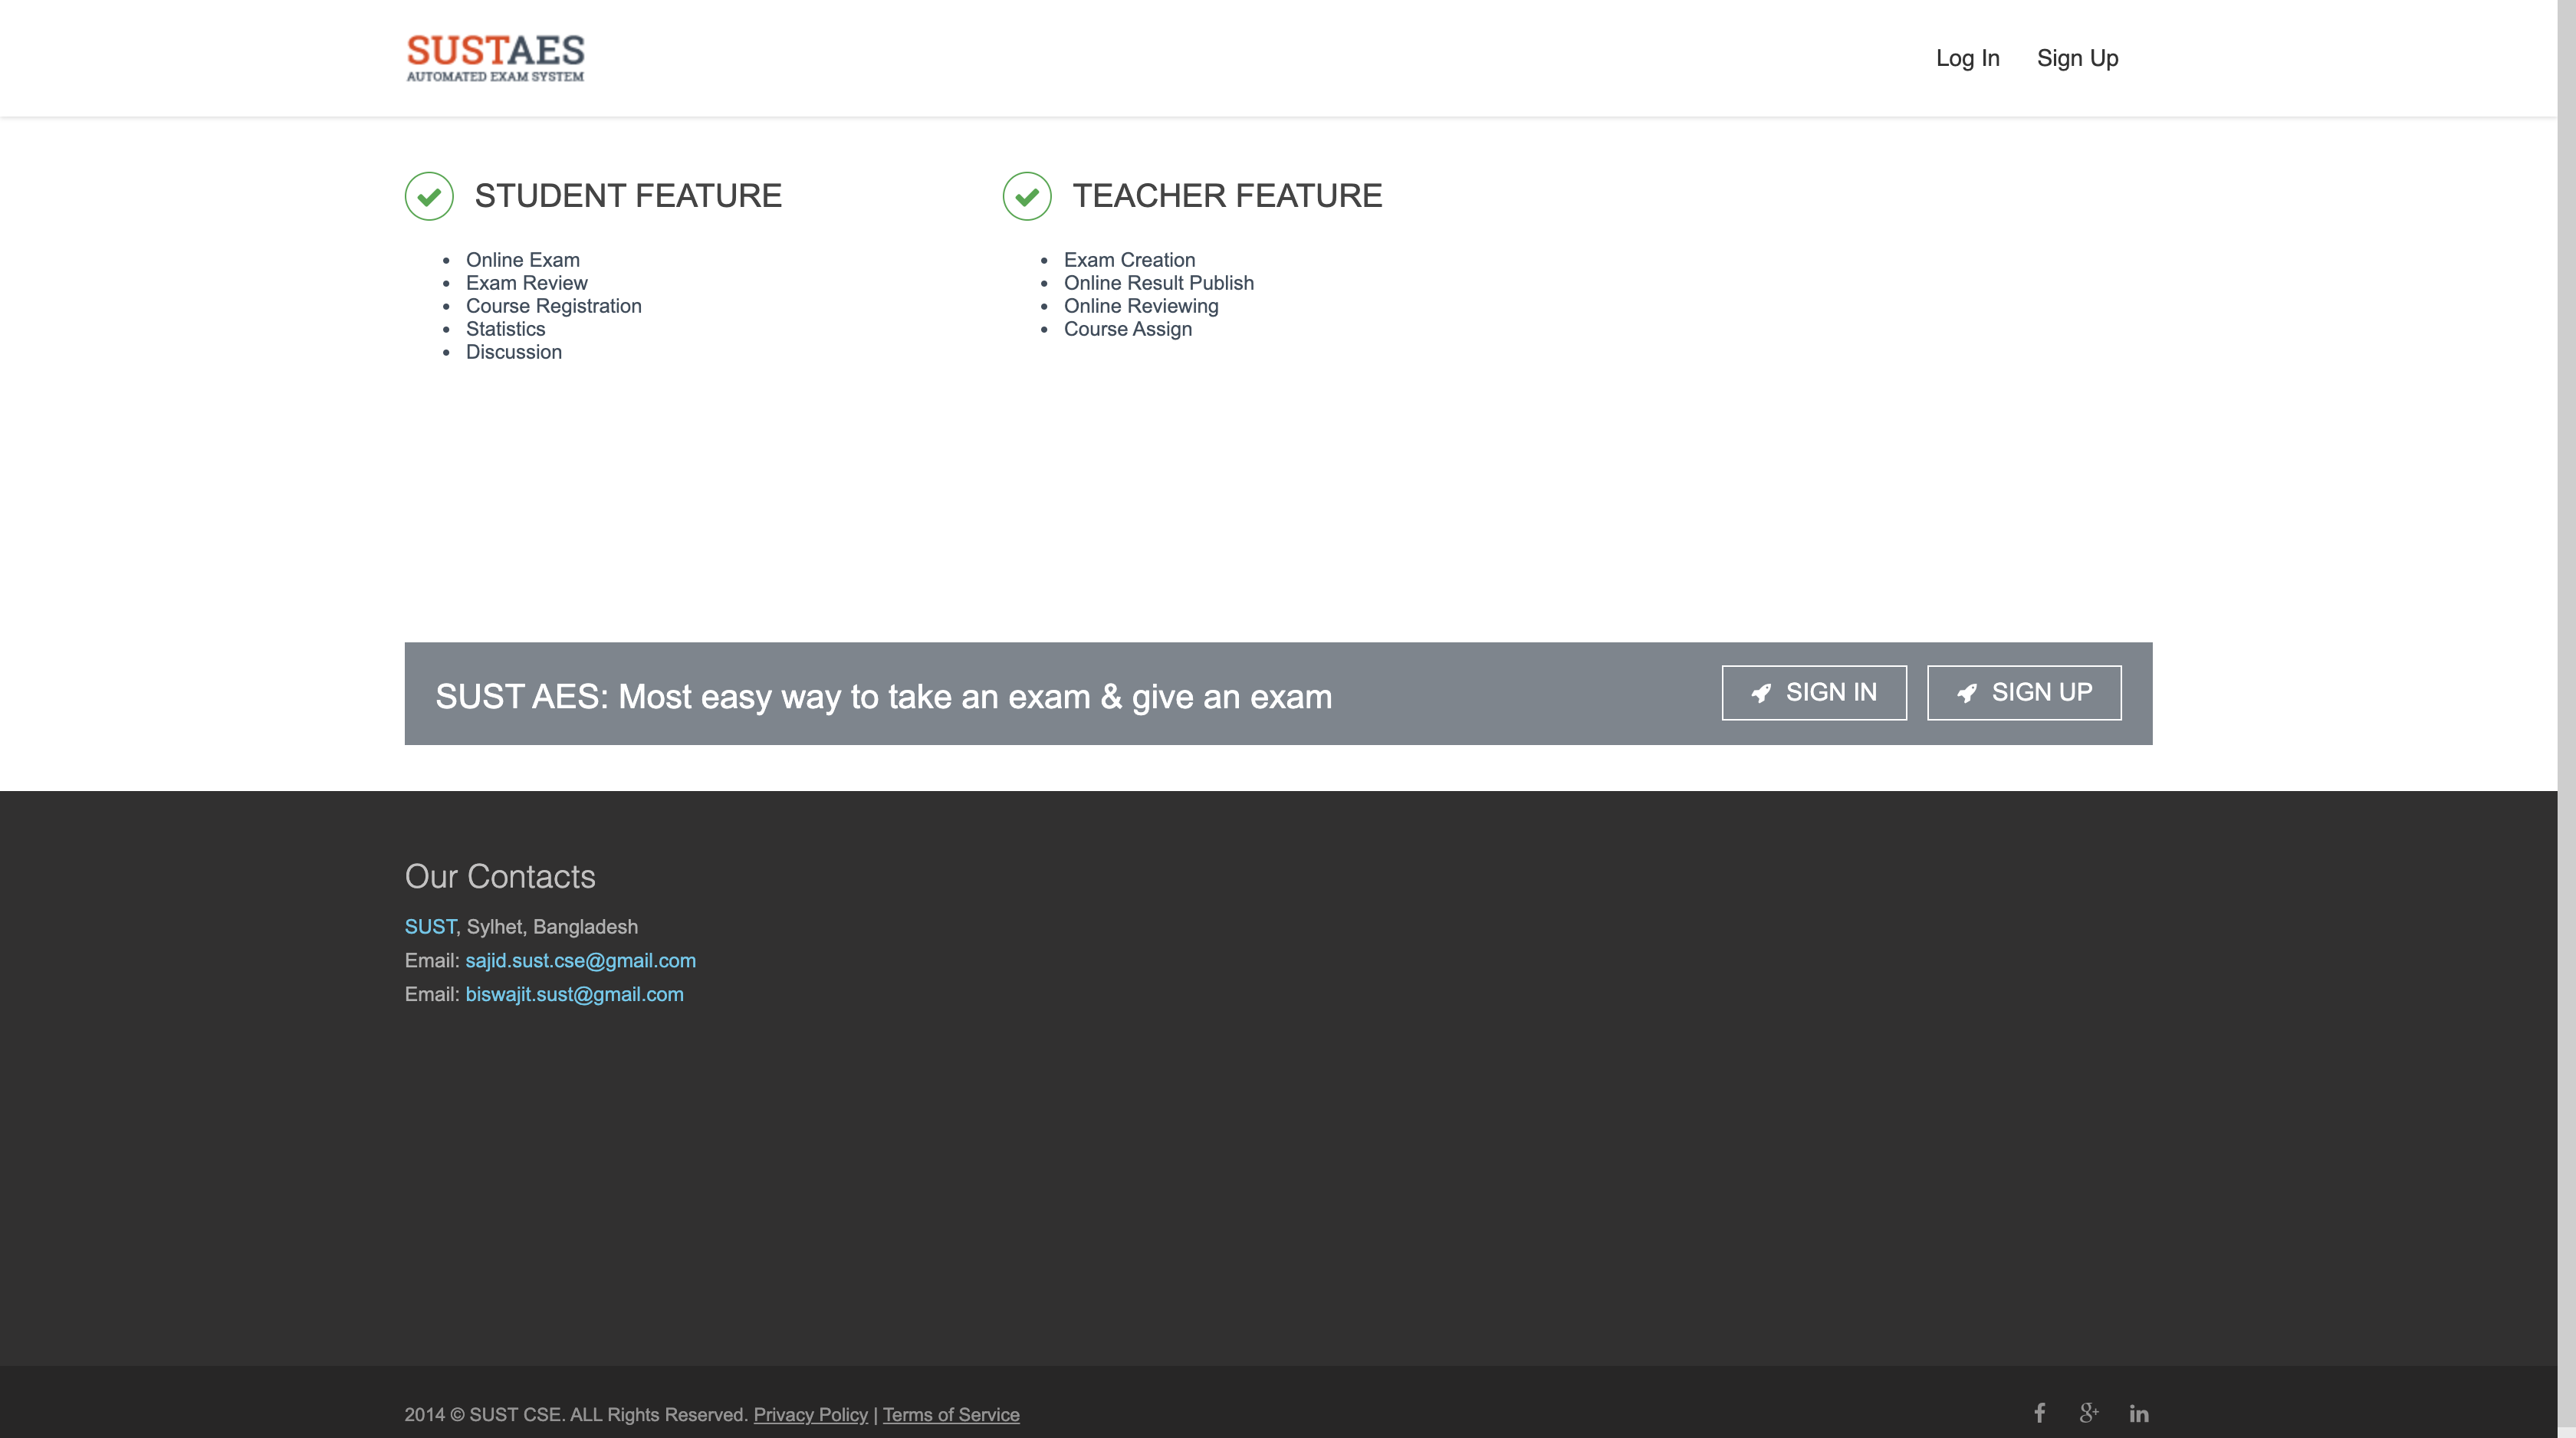 SUSTAES
AUTOMATED EXAM SYSTEM
Log In
Sign Up
STUDENT FEATURE
Online Exam
Exam Review
Course Registration
Statistics
Discussion
TEACHER FEATURE
Exam Creation
Online Result Publish
Online Reviewing
Course Assign
SUST AES: Most easy way to take an exam & give an exam
SIGN IN
SIGN UP
Our Contacts
SUST, Sylhet, Bangladesh
Email: sajid.sust.cse@gmail.com
Email: biswajit.sust@gmail.com
2014 © SUST CSE. ALL Rights Reserved. Privacy Policy | Terms of Service